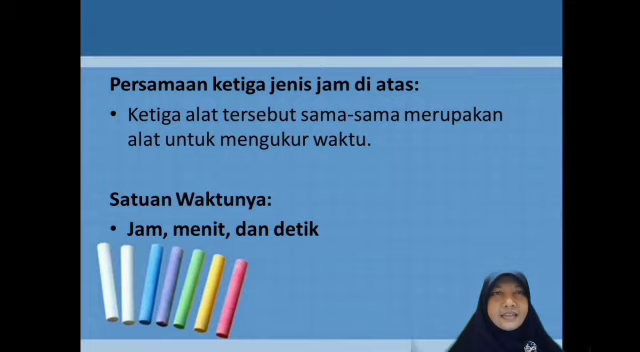 Persamaan ketiga jenis jam di atas:
• Ketiga alat tersebut sama-sama merupakan
alat untuk mengukur waktu.
Satuan Waktunya:
• Jam, menit, dan detik